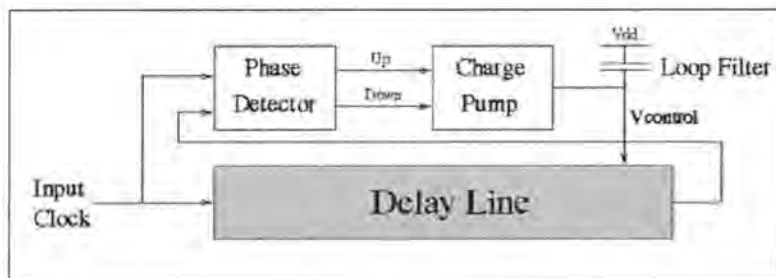 Phase
Detector
Up
Down
Charge
Pump
Vdd
Loop Filter
Vcontrol
Input
Clock
Delay Line